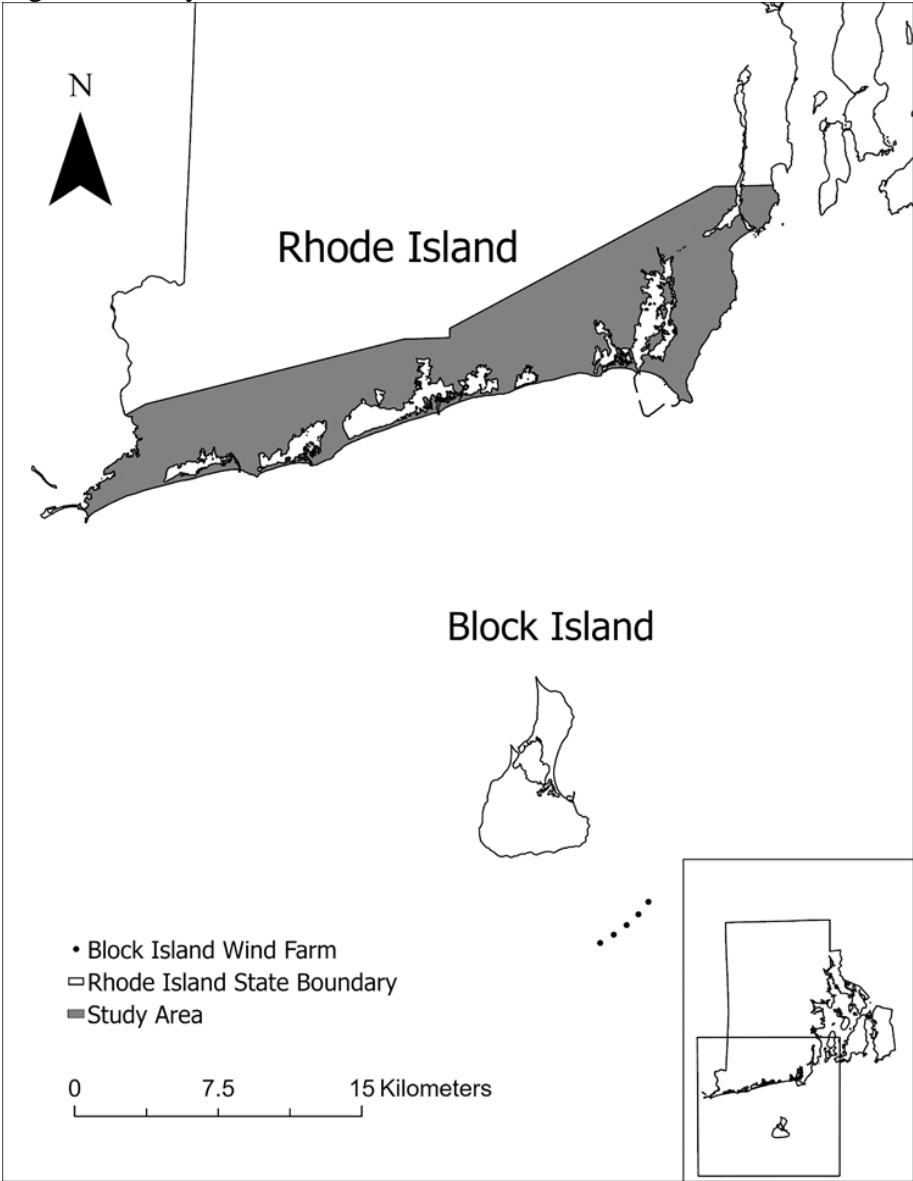 N
Rhode Island
Block Island
Block Island Wind Farm
Rhode Island State Boundary
Study Area
0 7.5 15 Kilometers